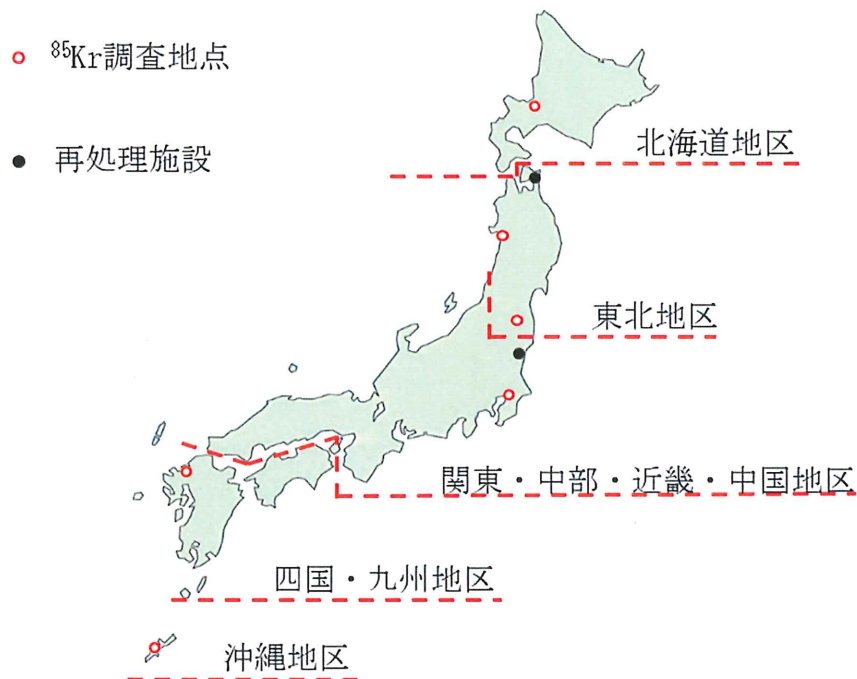 ⁸⁵Kr調査地点
再処理施設
北海道地区
東北地区
関東・中部・近畿・中国地区
四国・九州地区
沖縄地区